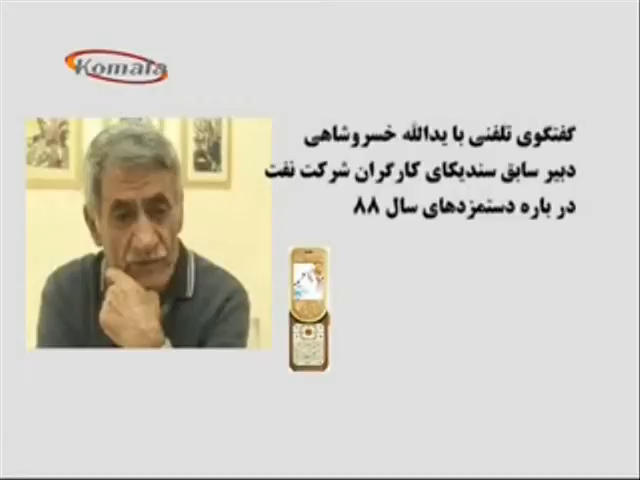 Komala
گفتگوی تلفنی با یدالله خسروشاهی
دبیر سابق سندیکای کارگران شرکت نفت
در باره دستمزدهای سال ۸۸